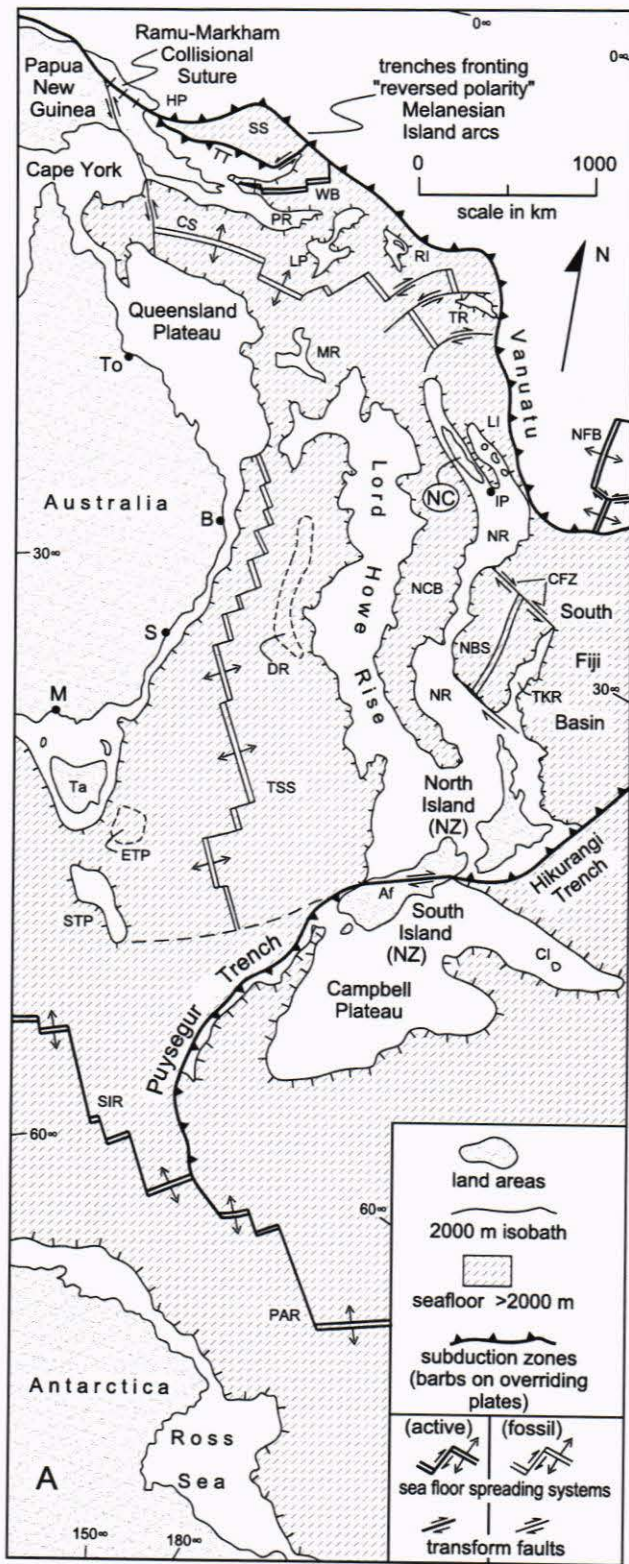 0∞
0∞
Ramu-Markham
Collisional
Suture
Papua
New
Guinea
HP
trenches fronting
"reversed polarity"
Melanesian
Island arcs
SS
TT
Cape York
0 1000
scale in km
WB
PR
CS
LP
RI
N
Queensland
Plateau
TR
To
MR
Vanuatu
LI
NFB
Australia
Lord Howe Rise
NC
IP
B
NR
30∞
CFZ
NCB
South
Fiji
Basin
S
NBS
DR
30∞
M
NR
TKR
Ta
TSS
North
Island
(NZ)
ETP
Hikurangi
Trench
STP
Af
South
Island
(NZ)
Puysegur Trench
CI
Campbell
Plateau
SIR
60∞
60∞
PAR
Antarctica
Ross
Sea
A
150∞
180∞
land areas
2000 m isobath
seafloor >2000 m
subduction zones
(barbs on overriding
plates)
(active) (fossil)
sea floor spreading systems
transform faults